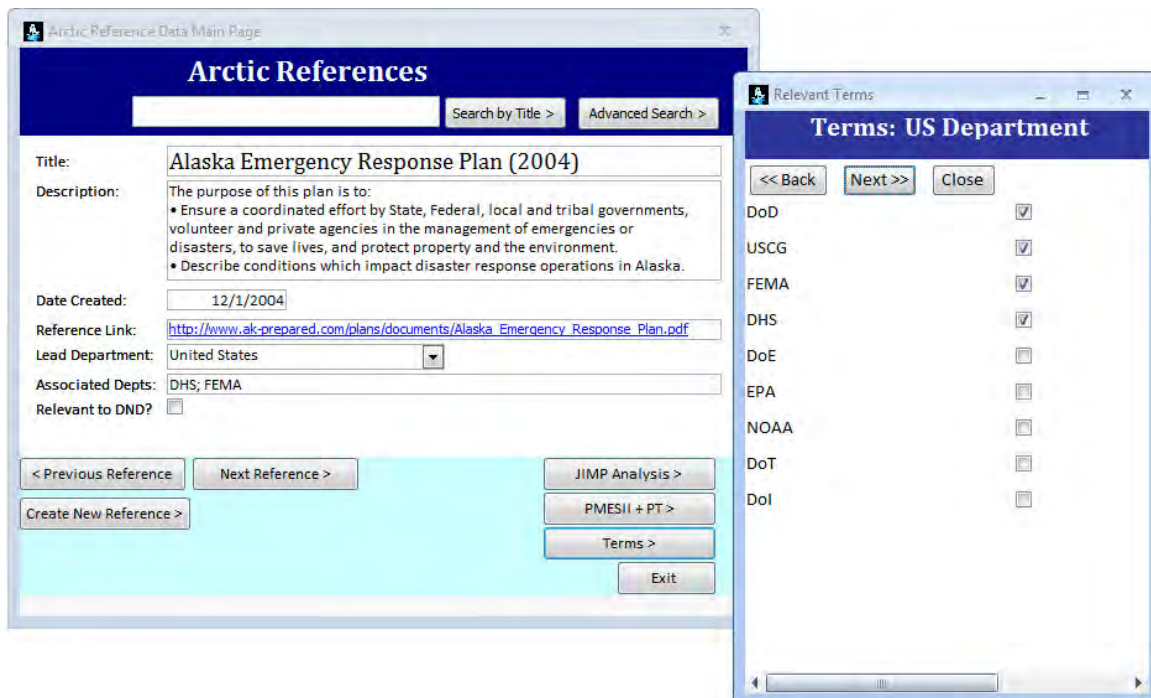 Arctic Reference Data Main Page
Arctic References
Search by Title >
Advanced Search >
Title:
Alaska Emergency Response Plan (2004)
Description:
The purpose of this plan is to:
• Ensure a coordinated effort by State, Federal, local and tribal governments,
volunteer and private agencies in the management of emergencies or
disasters, to save lives, and protect property and the environment.
• Describe conditions which impact disaster response operations in Alaska.
Date Created:
12/1/2004
Reference Link:
http://www.ak-prepared.com/plans/documents/Alaska_Emergency_Response_Plan.pdf
Lead Department:
United States
Associated Depts:
DHS; FEMA
Relevant to DND?
< Previous Reference
Next Reference >
JIMP Analysis >
Create New Reference >
PMESII + PT >
Terms >
Exit
Relevant Terms
Terms: US Department
<< Back
Next >>
Close
DoD
USCG
FEMA
DHS
DoE
EPA
NOAA
DoT
DoI